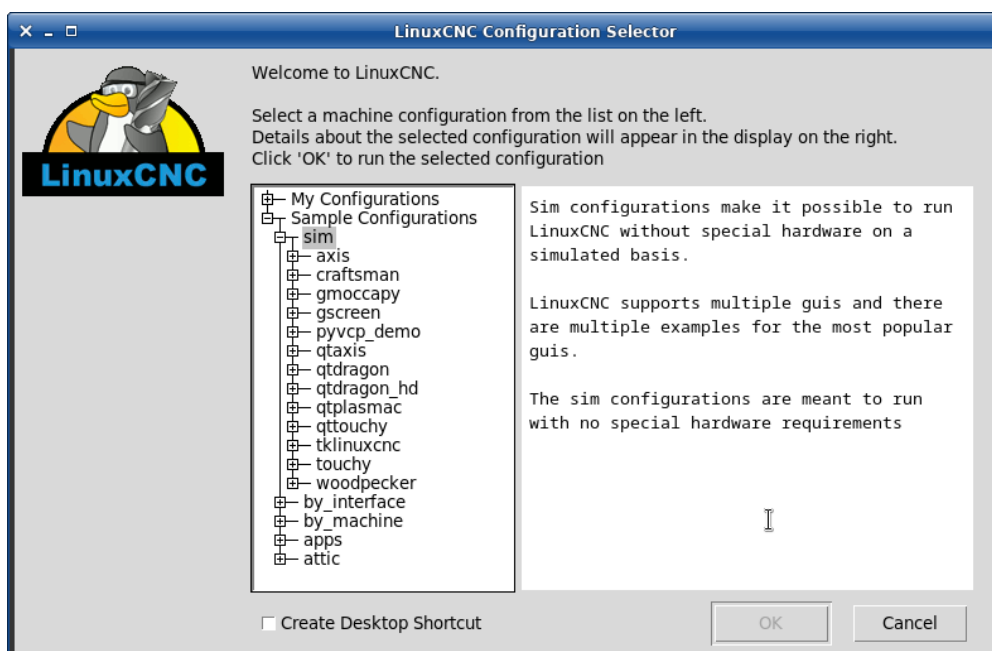 LinuxCNC Configuration Selector
LinuxCNC
Welcome to LinuxCNC.
Select a machine configuration from the list on the left.
Details about the selected configuration will appear in the display on the right.
Click 'OK' to run the selected configuration
My Configurations
Sample Configurations
sim
axis
craftsman
gmoccapy
gscreen
pyvcp_demo
qtaxis
qtdragon
qtdragon_hd
qtplasmac
qttouchy
tklinuxcnc
touchy
woodpecker
by_interface
by_machine
apps
attic
Sim configurations make it possible to run
LinuxCNC without special hardware on a
simulated basis.
LinuxCNC supports multiple guis and there
are multiple examples for the most popular
guis.
The sim configurations are meant to run
with no special hardware requirements
Create Desktop Shortcut
OK
Cancel